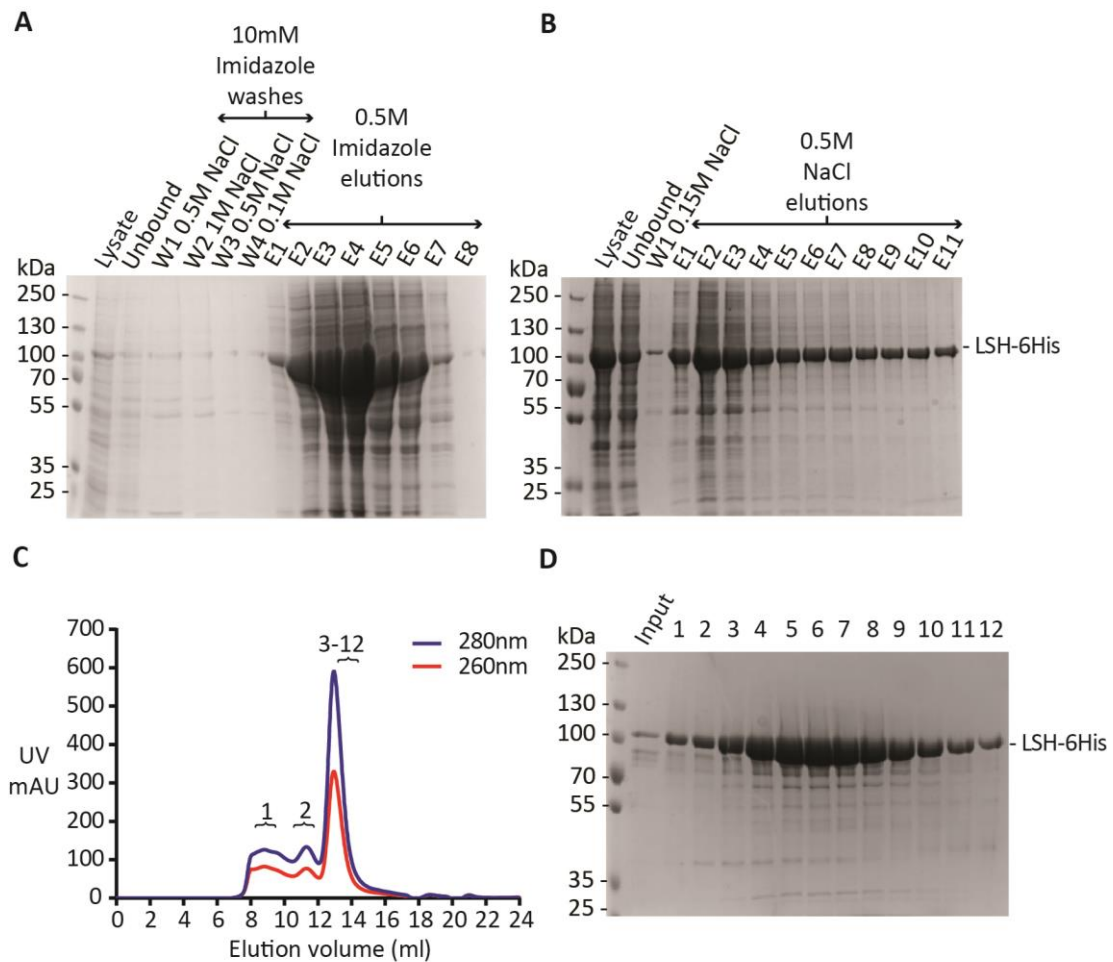 A
10mM
Imidazole
washes
0.5M
Imidazole
elutions
Lysate
Unbound
W1 0.5M NaCl
W2 1M NaCl
W3 0.5M NaCl
W4 0.1M NaCl
E1
E2
E3
E4
E5
E6
E7
E8
kDa
250 -
130 -
100 -
70 -
55 -
35 -
25 -
B
0.5M
NaCl
elutions
Lysate
Unbound
W1 0.15M NaCl
E1
E2
E3
E4
E5
E6
E7
E8
E9
E10
E11
kDa
250 -
130 -
100 -
70 -
55 -
35 -
25 -
- LSH-6His
C
700
600
500
400
300
200
100
0
UV
mAU
1
2
3-12
280nm
260nm
0 2 4 6 8 10 12 13 14 16 18 20 22 24
Elution volume (ml)
D
kDa
Input 1 2 3 4 5 6 7 8 9 10 11 12
250 -
130 -
100 -
70 -
55 -
35 -
25 -
- LSH-6His